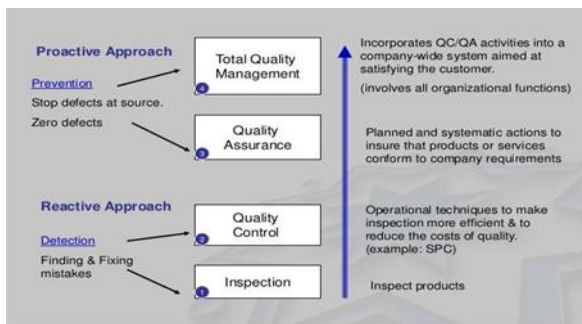 Proactive Approach
Prevention
Stop defects at source.
Zero defects
Total Quality
Management
4
Incorporates QC/QA activities into a
company-wide system aimed at
satisfying the customer.
(involves all organizational functions)
Quality
Assurance
3
Planned and systematic actions to
insure that products or services
conform to company requirements
Reactive Approach
Detection
Finding & Fixing
mistakes
Quality
Control
2
Operational techniques to make
inspection more efficient & to
reduce the costs of quality.
(example: SPC)
Inspection
1
Inspect products